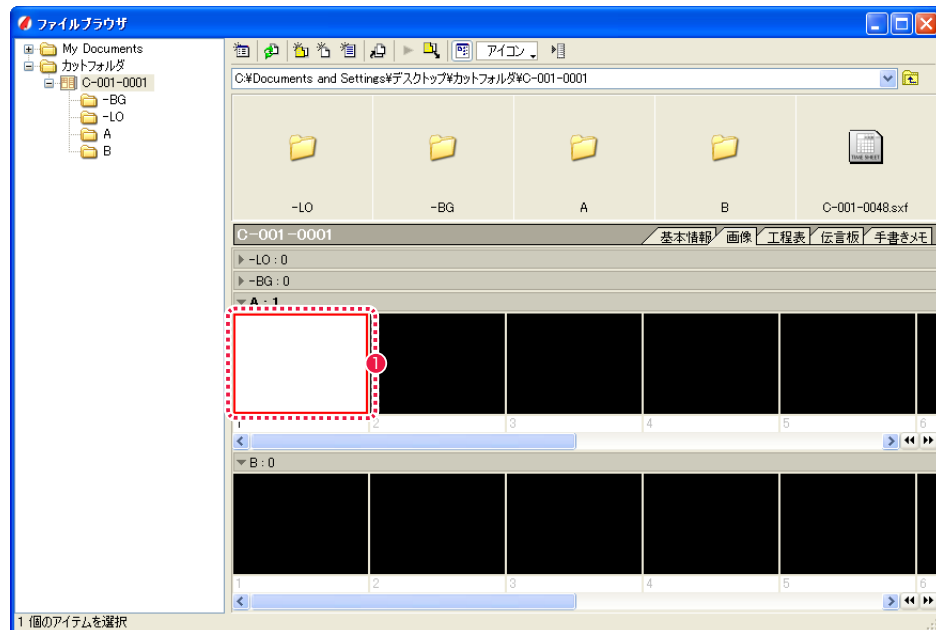 ファイルブラウザ
My Documents
カットフォルダ
C-001-0001
-BG
-LO
A
B
アイコン
C:¥Documents and Settings¥デスクトップ¥カットフォルダ¥C-001-0001
-LO -BG A B C-001-0048.sxf
TIME SHEET
C-001-0001 基本情報 画像 工程表 伝言板 手書きメモ
-LO : 0
-BG : 0
A : 1
1
1 2 3 4 5 6
B : 0
1 2 3 4 5 6
1 個のアイテムを選択